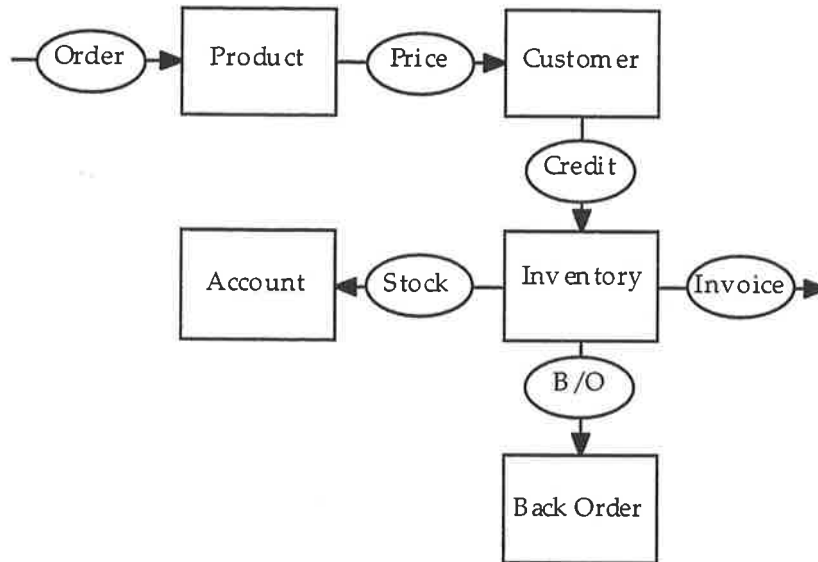 Order
Product
Price
Customer
Credit
Account
Stock
Inventory
Invoice
B/O
Back Order